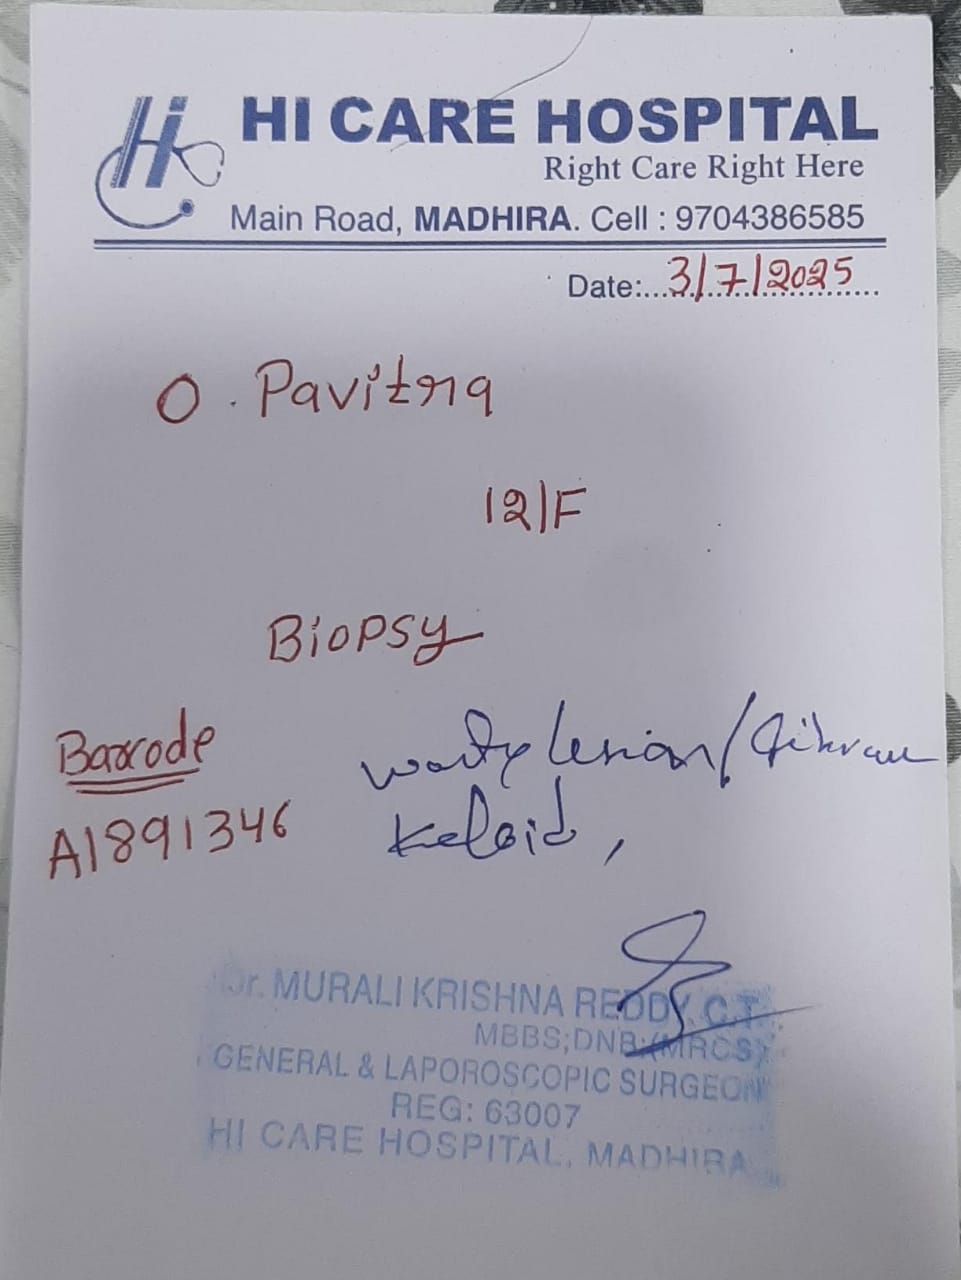 Hi
HI CARE HOSPITAL
Right Care Right Here
Main Road, MADHIRA. Cell : 9704386585
Date:....3/7/2025....
O. Pavitra
12/F
Biopsy
Barcode
A1891346
warty lesion/
Keloid,
Dr. MURALI KRISHNA REDDY. C.T.
MBBS;DNB;(MRCS)
GENERAL & LAPOROSCOPIC SURGEON
REG: 63007
HI CARE HOSPITAL, MADHIRA